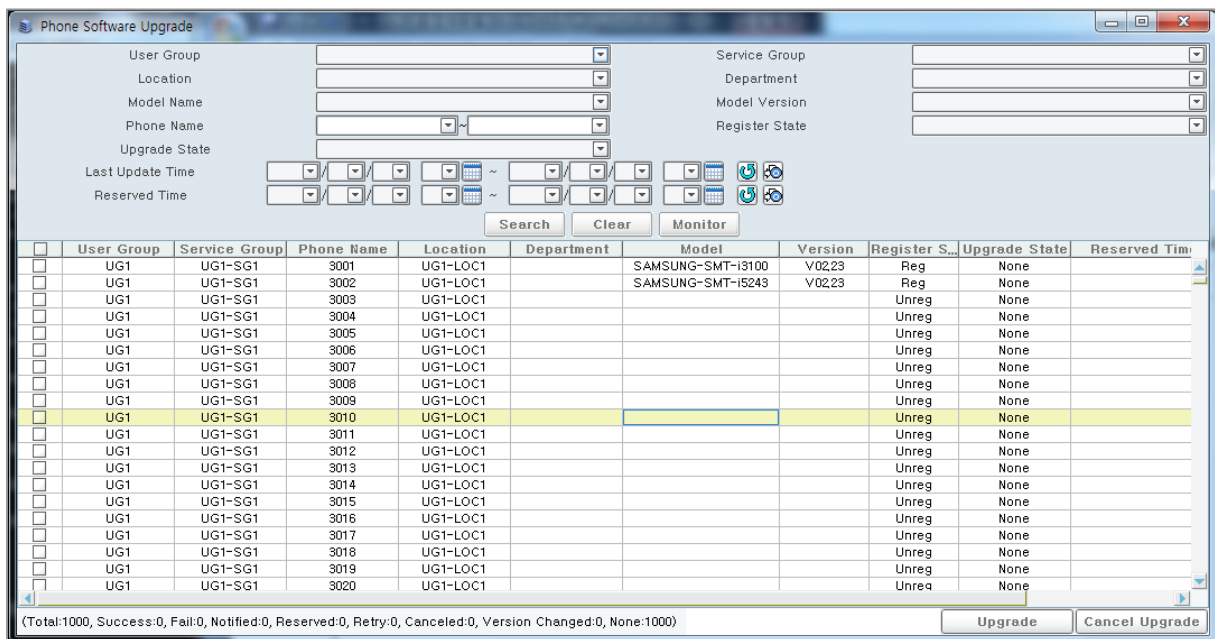 Phone Software Upgrade
User Group Service Group
Location Department
Model Name Model Version
Phone Name ~ Register State
Upgrade State
Last Update Time / / ~ / /
Reserved Time / / ~ / /
Search Clear Monitor
User Group Service Group Phone Name Location Department Model Version Register S... Upgrade State Reserved Time
UG1 UG1-SG1 3001 UG1-LOC1 SAMSUNG-SMT-i3100 V02.23 Reg None
UG1 UG1-SG1 3002 UG1-LOC1 SAMSUNG-SMT-i5243 V02.23 Reg None
UG1 UG1-SG1 3003 UG1-LOC1 Unreg None
UG1 UG1-SG1 3004 UG1-LOC1 Unreg None
UG1 UG1-SG1 3005 UG1-LOC1 Unreg None
UG1 UG1-SG1 3006 UG1-LOC1 Unreg None
UG1 UG1-SG1 3007 UG1-LOC1 Unreg None
UG1 UG1-SG1 3008 UG1-LOC1 Unreg None
UG1 UG1-SG1 3009 UG1-LOC1 Unreg None
UG1 UG1-SG1 3010 UG1-LOC1 Unreg None
UG1 UG1-SG1 3011 UG1-LOC1 Unreg None
UG1 UG1-SG1 3012 UG1-LOC1 Unreg None
UG1 UG1-SG1 3013 UG1-LOC1 Unreg None
UG1 UG1-SG1 3014 UG1-LOC1 Unreg None
UG1 UG1-SG1 3015 UG1-LOC1 Unreg None
UG1 UG1-SG1 3016 UG1-LOC1 Unreg None
UG1 UG1-SG1 3017 UG1-LOC1 Unreg None
UG1 UG1-SG1 3018 UG1-LOC1 Unreg None
UG1 UG1-SG1 3019 UG1-LOC1 Unreg None
UG1 UG1-SG1 3020 UG1-LOC1 Unreg None
(Total:1000, Success:0, Fail:0, Notified:0, Reserved:0, Retry:0, Canceled:0, Version Changed:0, None:1000) Upgrade Cancel Upgrade